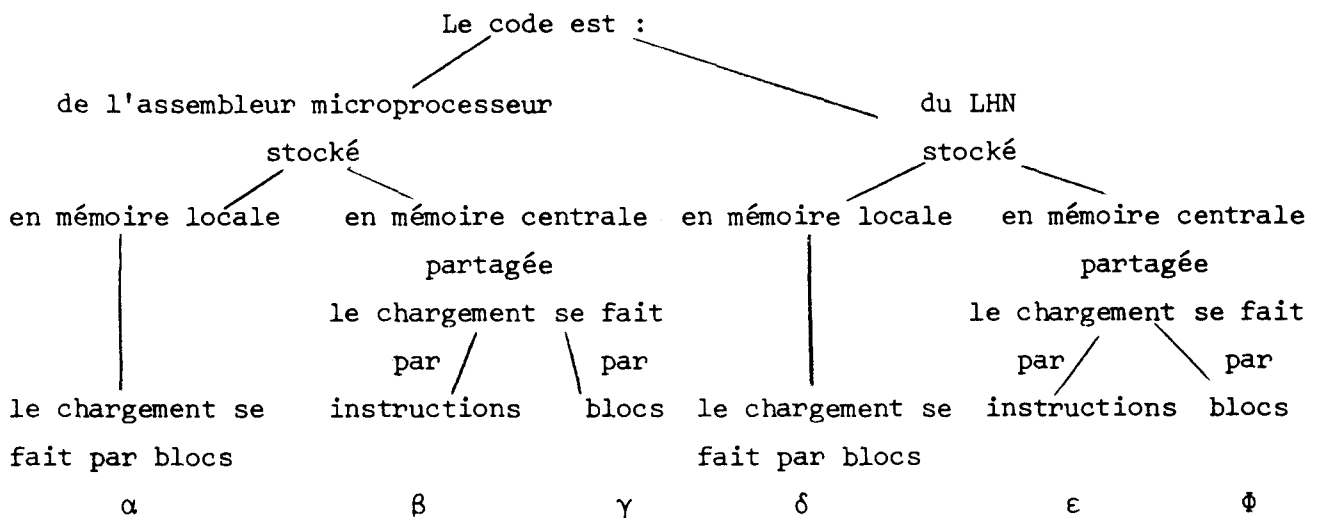 Le code est :
de l'assembleur microprocesseur du LHN
stocké stocké
en mémoire locale en mémoire centrale en mémoire locale en mémoire centrale
partagée partagée
le chargement se fait le chargement se fait
par par par par
le chargement se instructions blocs le chargement se instructions blocs
fait par blocs fait par blocs
α β γ δ ε Φ